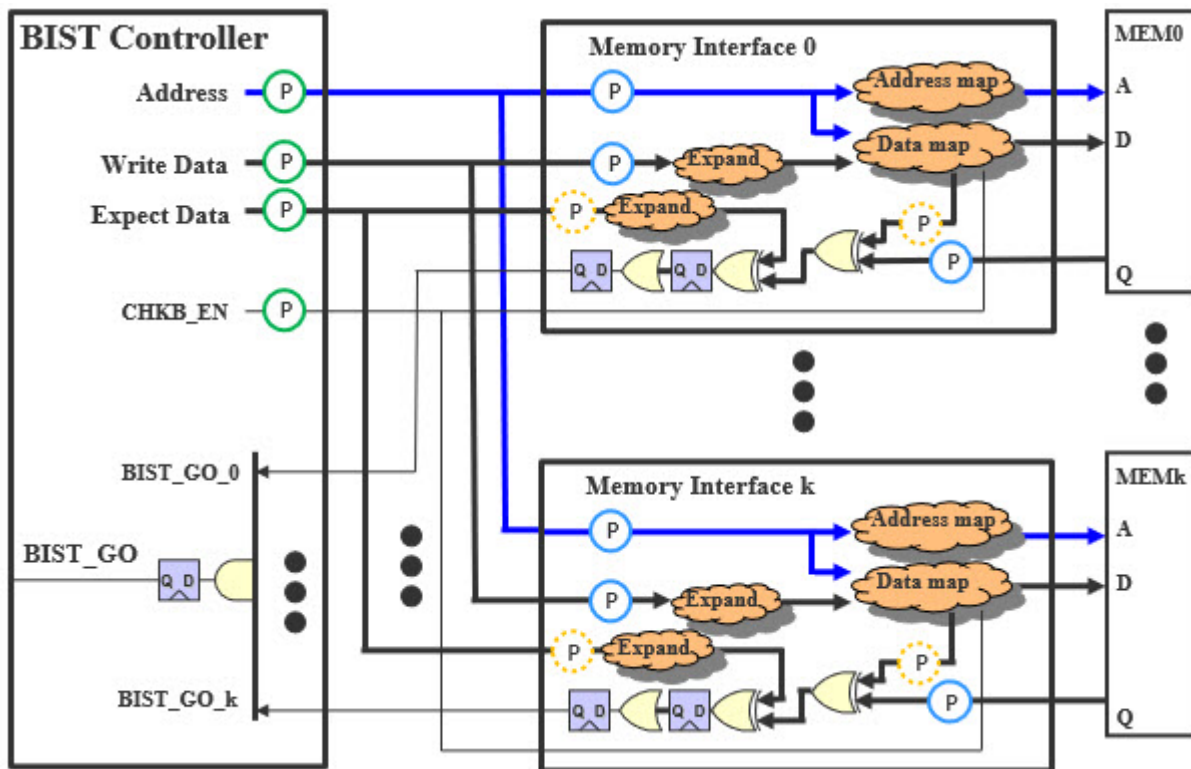 BIST Controller
Address
P
Write Data
P
Expect Data
P
CHKB_EN
P
BIST_GO_0
BIST_GO
Q D
BIST_GO_k
Memory Interface 0
P
Address map
P
Expand
Data map
P
Expand
P
Q D
Q D
P
MEM0
A
D
Q
Memory Interface k
P
Address map
P
Expand
Data map
P
Expand
P
Q D
Q D
P
MEMk
A
D
Q